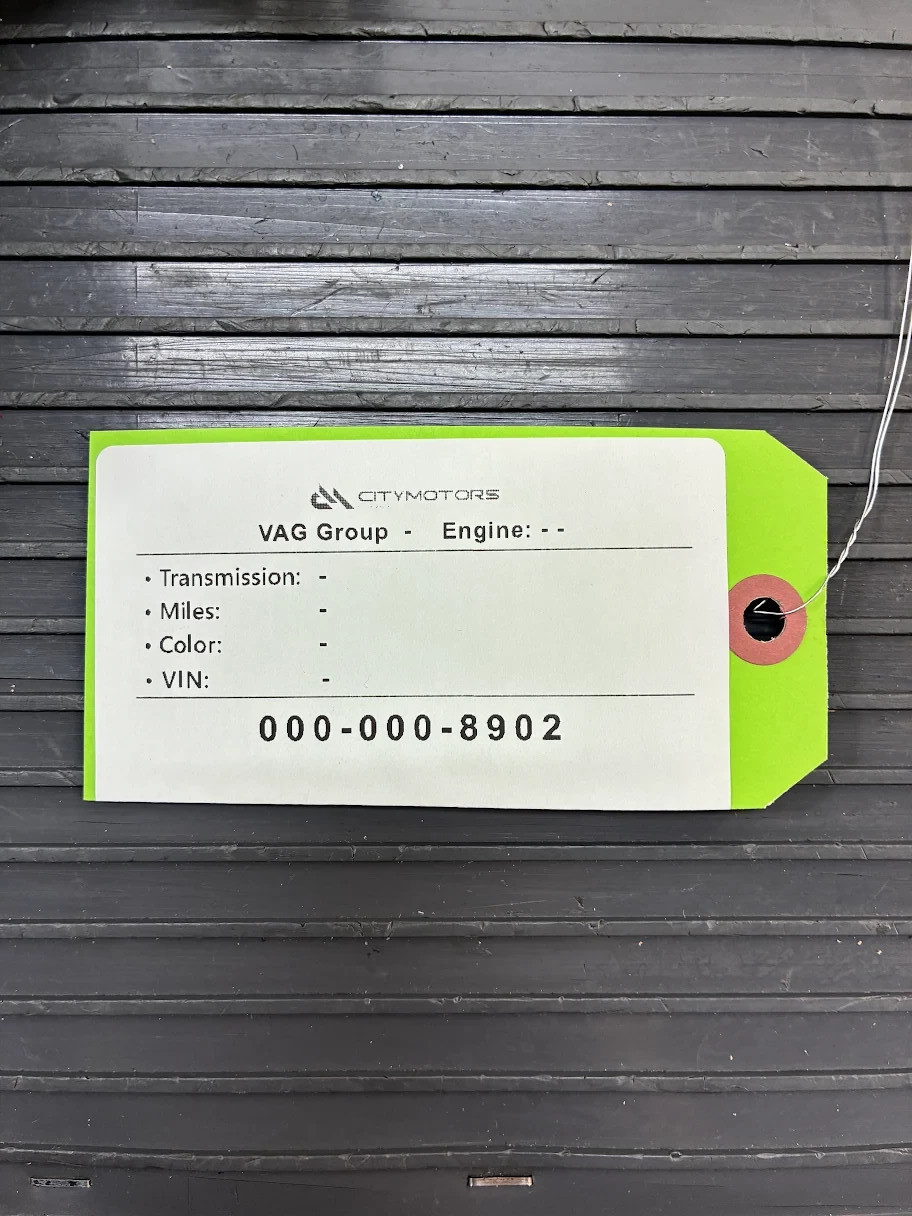 CITYMOTORS
VAG Group - Engine: - -
• Transmission: -
• Miles: -
• Color: -
• VIN: -
000-000-8902